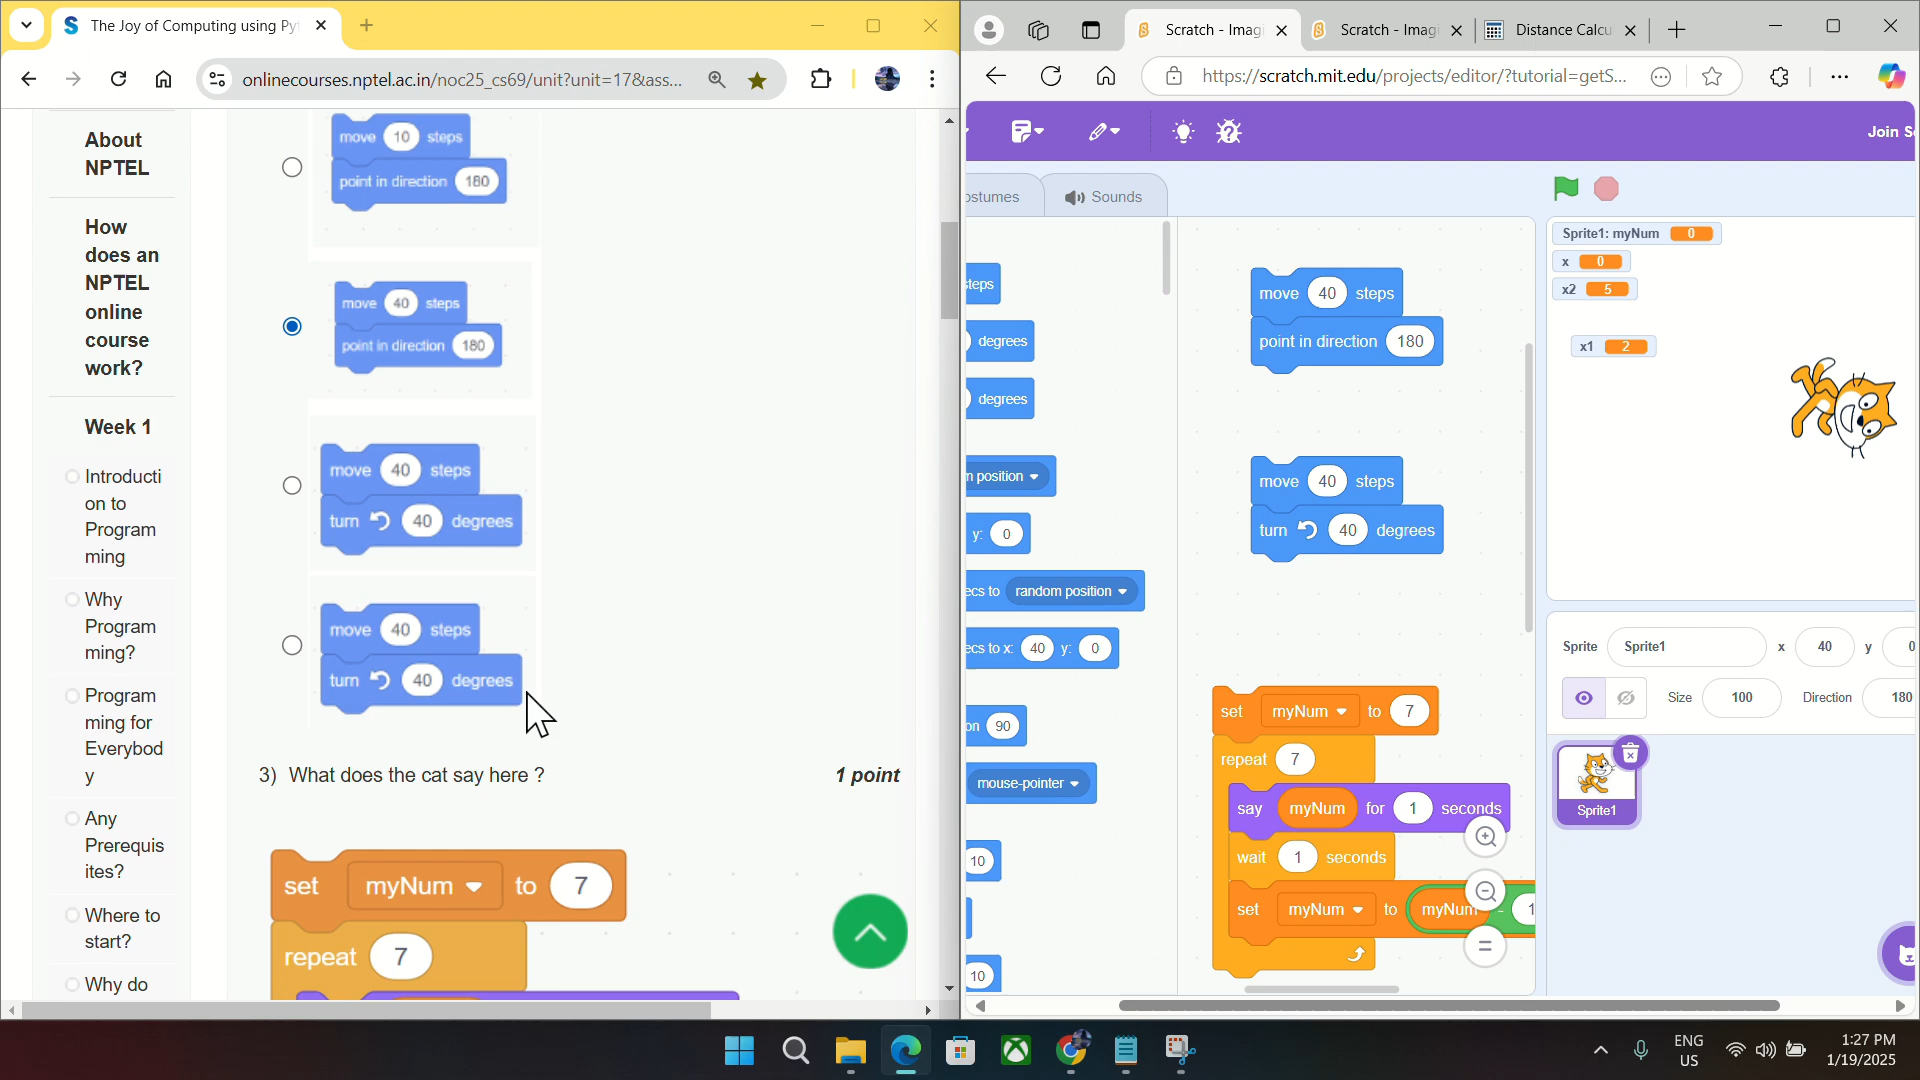 The Joy of Computing using Py
onlinecourses.nptel.ac.in/noc25_cs69/unit?unit=17&ass...
About
NPTEL
How
does an
NPTEL
online
course
work?
Week 1
Introducti
on to
Program
ming
Why
Program
ming?
Program
ming for
Everybod
y
Any
Prerequis
ites?
Where to
start?
Why do
move 10 steps
point in direction 180
move 40 steps
point in direction 180
move 40 steps
turn 40 degrees
move 40 steps
turn 40 degrees
3) What does the cat say here ?
1 point
set myNum to 7
repeat 7
Scratch - Imagi
Scratch - Imagi
Distance Calcu
https://scratch.mit.edu/projects/editor/?tutorial=getS...
Join S
ostumes
Sounds
steps
degrees
degrees
m position
y: 0
ecs to random position
ecs to x: 40 y: 0
on 90
mouse-pointer
10
10
move 40 steps
point in direction 180
move 40 steps
turn 40 degrees
set myNum to 7
repeat 7
say myNum for 1 seconds
wait 1 seconds
set myNum to myNum - 1
Sprite1: myNum 0
x 0
x2 5
x1 2
Sprite Sprite1 x 40 y 0
Size 100 Direction 180
Sprite1
ENG
US
1:27 PM
1/19/2025